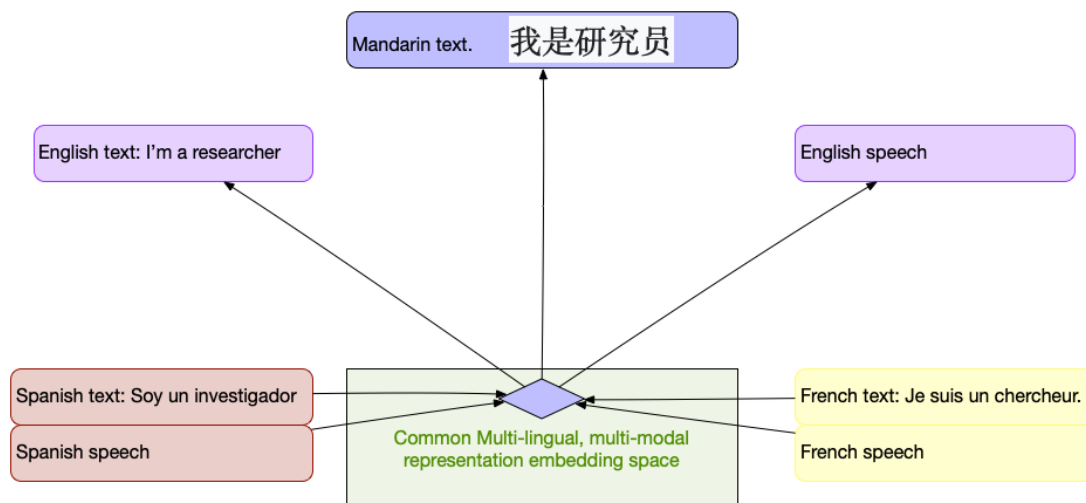 Mandarin text. 我是研究员
English text: I'm a researcher
English speech
Spanish text: Soy un investigador
Spanish speech
Common Multi-lingual, multi-modal
representation embedding space
French text: Je suis un chercheur.
French speech